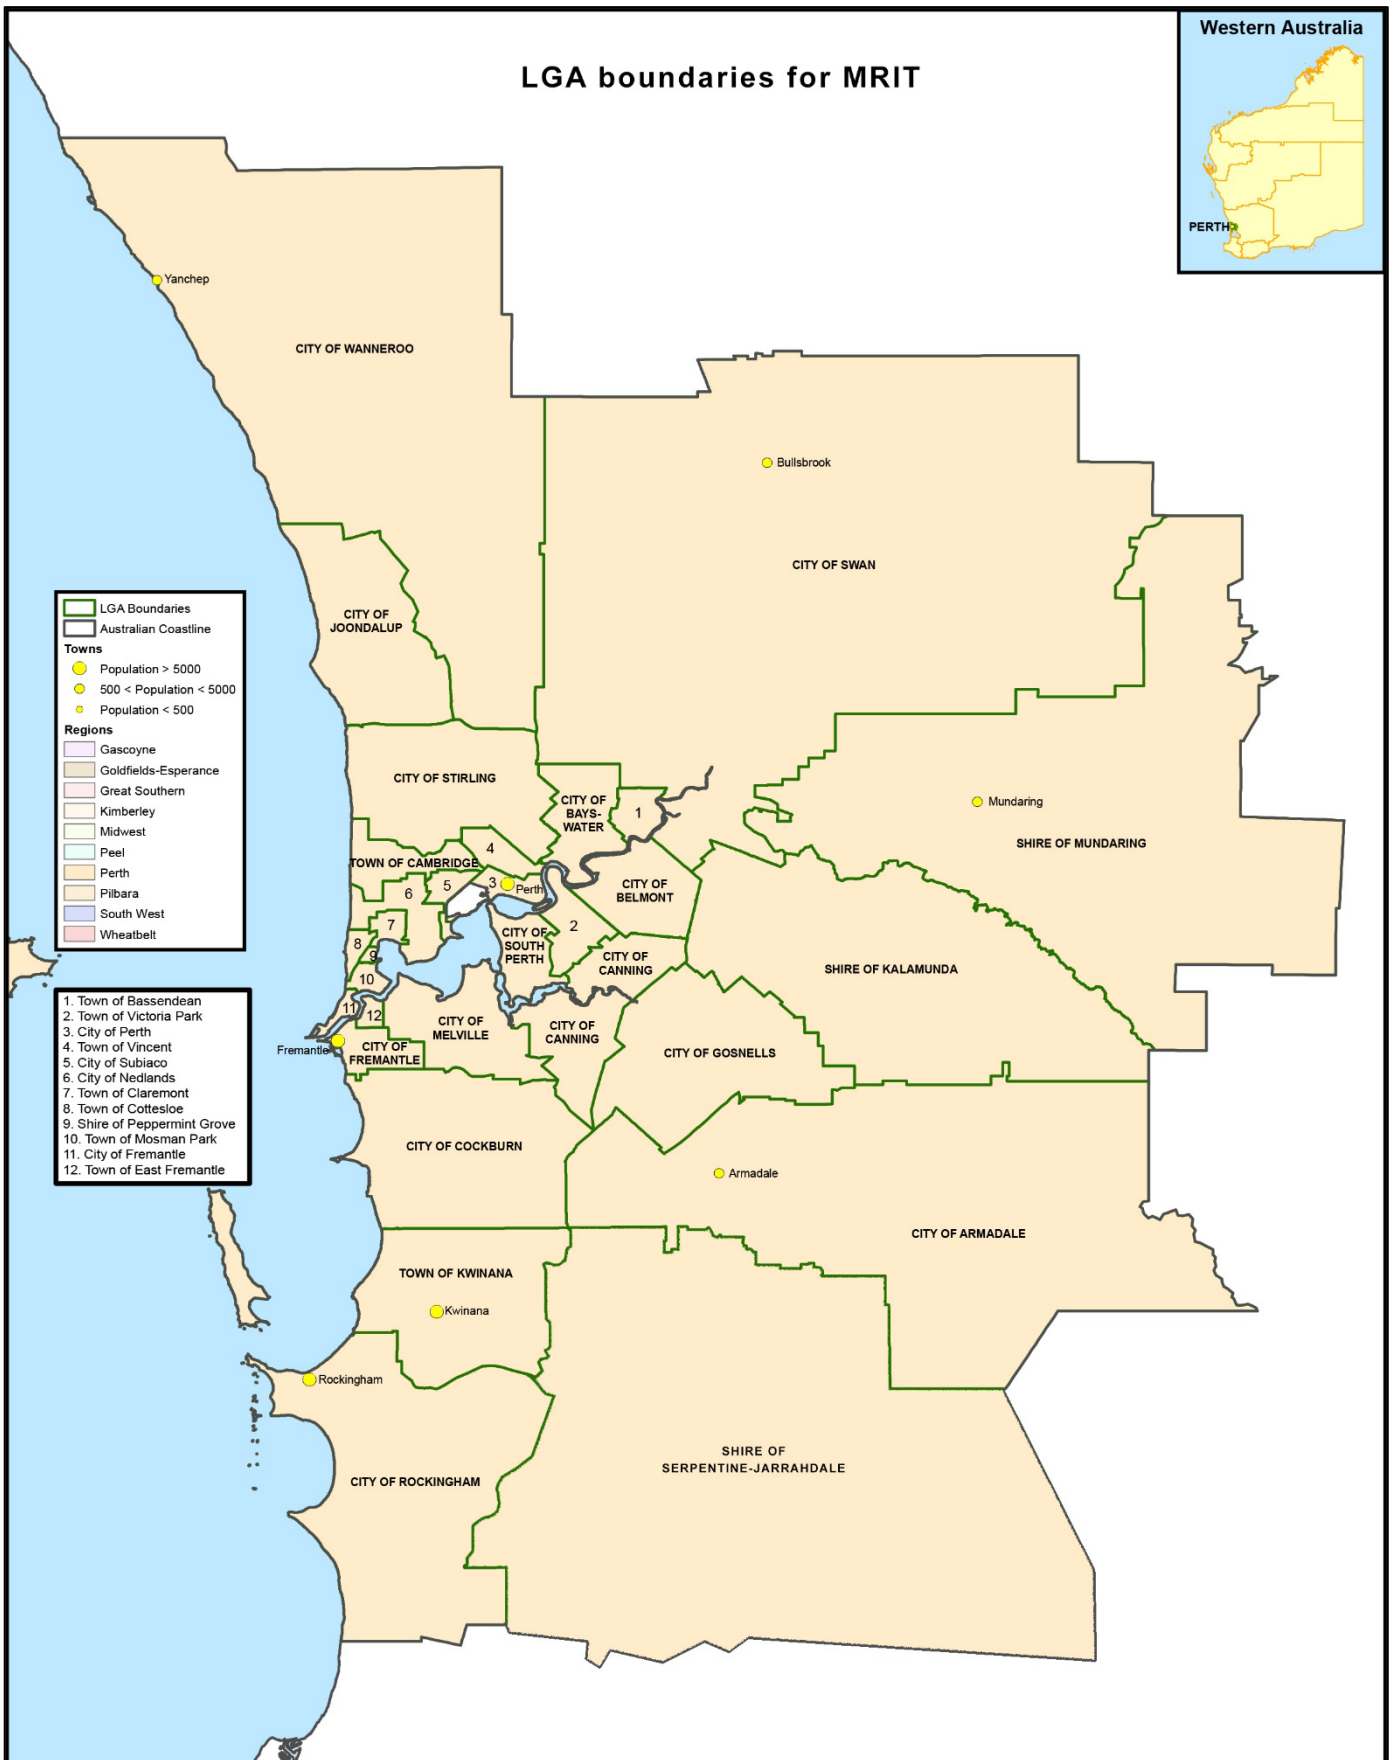 LGA boundaries for MRIT
Western Australia
PERTH
Yanchep
CITY OF WANNEROO
Bullsbrook
CITY OF SWAN
CITY OF
JOONDALUP
LGA Boundaries
Australian Coastline
Towns
Population > 5000
500 < Population < 5000
Population < 500
Regions
Gascoyne
Goldfields-Esperance
Great Southern
Kimberley
Midwest
Peel
Perth
Pilbara
South West
Wheatbelt
CITY OF STIRLING
CITY OF
BAYS-
WATER
1
Mundaring
SHIRE OF MUNDARING
4
TOWN OF CAMBRIDGE
3
Perth
5
6
CITY OF
BELMONT
7
2
8
CITY OF
SOUTH
PERTH
9
CITY OF
CANNING
SHIRE OF KALAMUNDA
10
11
12
CITY OF
MELVILLE
CITY OF
CANNING
Fremantle
CITY OF
FREMANTLE
CITY OF GOSNELLS
1. Town of Bassendean
2. Town of Victoria Park
3. City of Perth
4. Town of Vincent
5. City of Subiaco
6. City of Nedlands
7. Town of Claremont
8. Town of Cottesloe
9. Shire of Peppermint Grove
10. Town of Mosman Park
11. City of Fremantle
12. Town of East Fremantle
CITY OF COCKBURN
Armadale
CITY OF ARMADALE
TOWN OF KWINANA
Kwinana
Rockingham
SHIRE OF
SERPENTINE-JARRAHDALE
CITY OF ROCKINGHAM